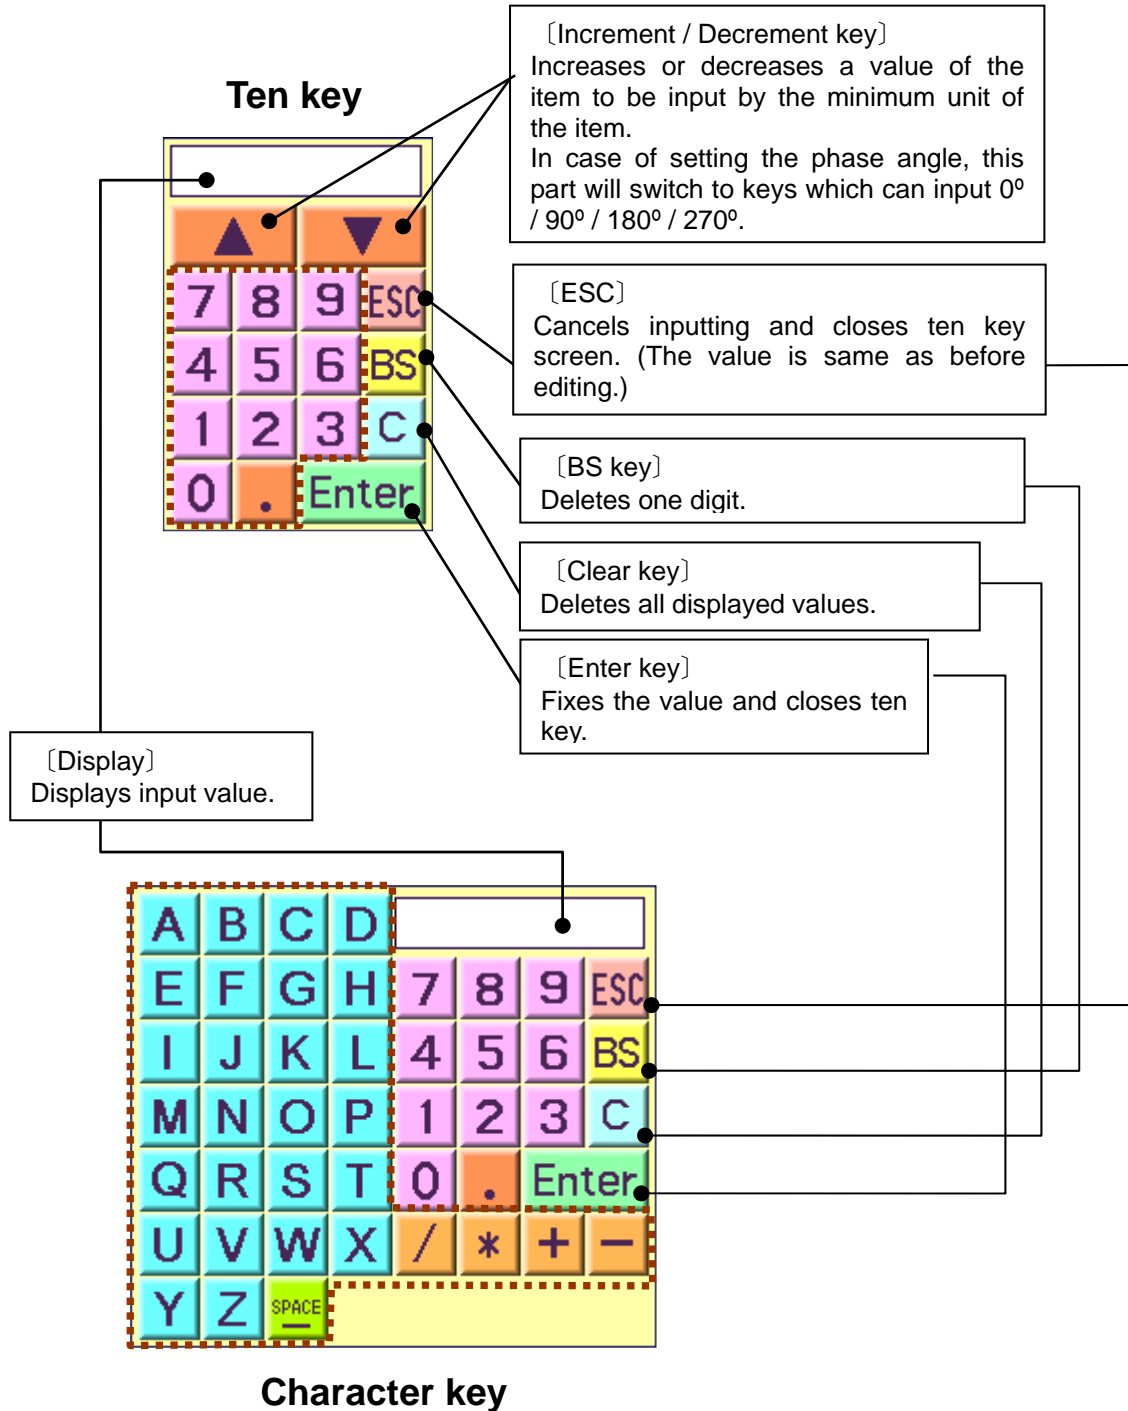 〔Increment / Decrement key〕
Increases or decreases a value of the
item to be input by the minimum unit of
the item.
In case of setting the phase angle, this
part will switch to keys which can input 0º
/ 90º / 180º / 270º.
Ten key
▲ ▼
7 8 9 ESC
4 5 6 BS
1 2 3 C
0 . Enter
〔ESC〕
Cancels inputting and closes ten key
screen. (The value is same as before
editing.)
〔BS key〕
Deletes one digit.
〔Clear key〕
Deletes all displayed values.
〔Enter key〕
Fixes the value and closes ten
key.
〔Display〕
Displays input value.
A B C D
E F G H 7 8 9 ESC
I J K L 4 5 6 BS
M N O P 1 2 3 C
Q R S T 0 . Enter
U V W X / * + −
Y Z SPACE
Character key